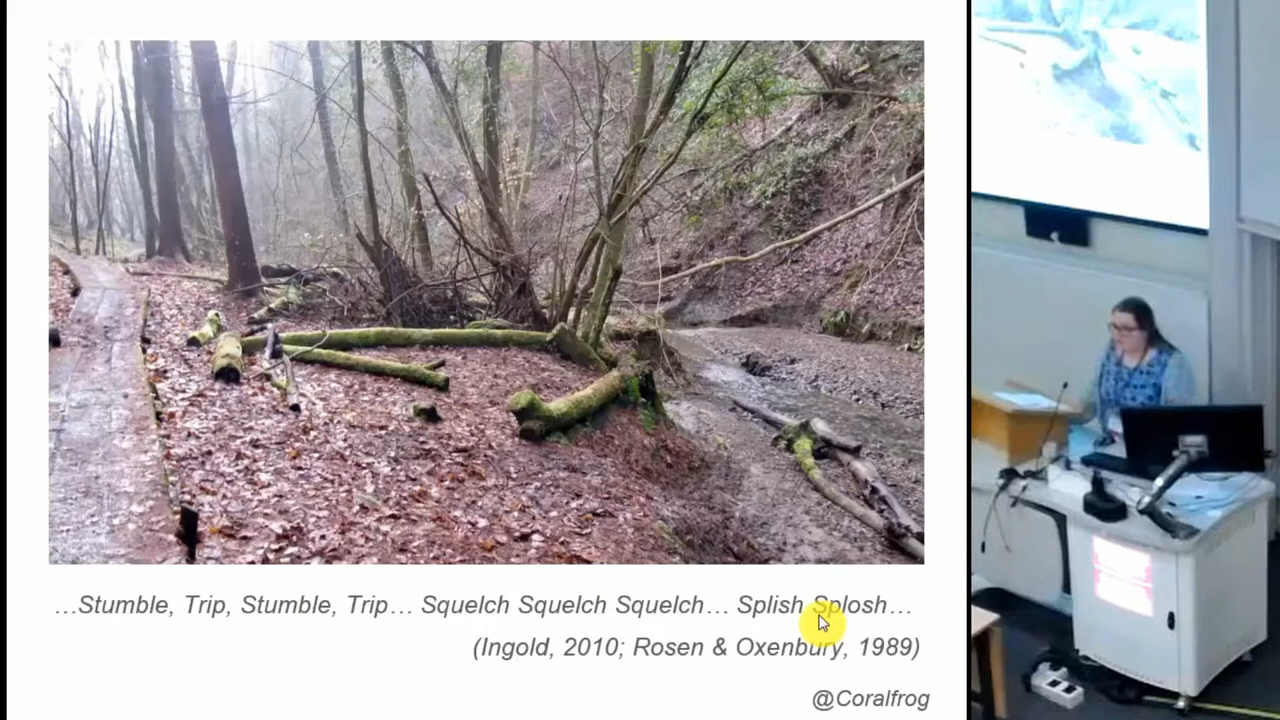 …Stumble, Trip, Stumble, Trip… Squelch Squelch Squelch… Splish Splosh…
(Ingold, 2010; Rosen & Oxenbury, 1989)
@Coralfrog